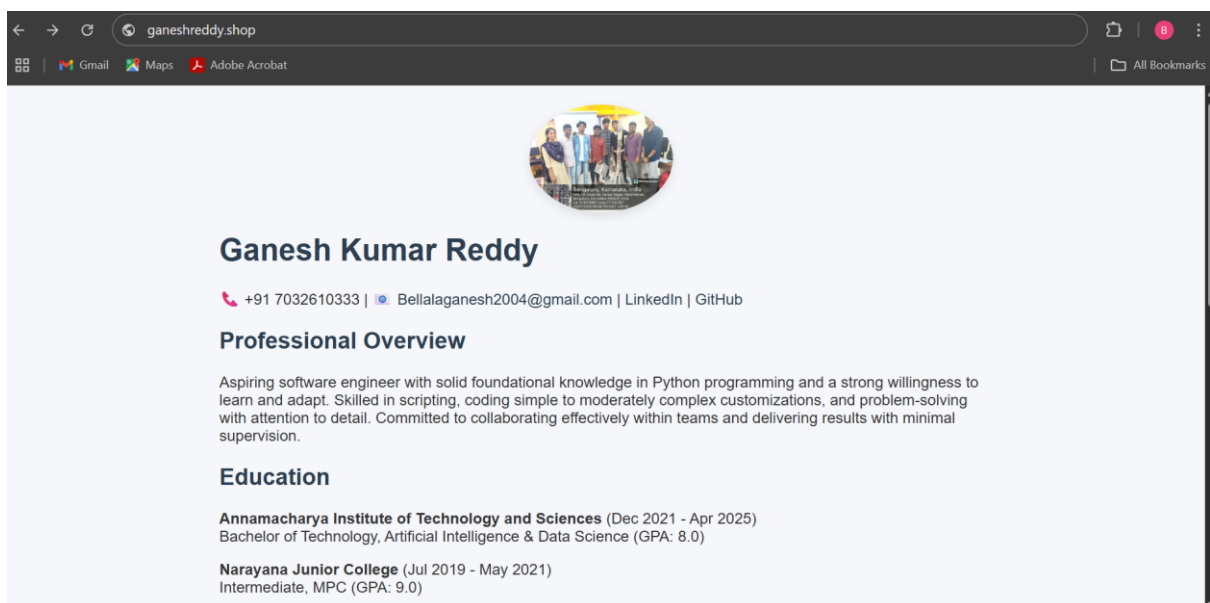 ganeshreddy.shop
B
Gmail Maps Adobe Acrobat
All Bookmarks
Bengaluru, Karnataka, India
Ganesh Kumar Reddy
+91 7032610333 | Bellalaganesh2004@gmail.com | LinkedIn | GitHub
Professional Overview
Aspiring software engineer with solid foundational knowledge in Python programming and a strong willingness to
learn and adapt. Skilled in scripting, coding simple to moderately complex customizations, and problem-solving
with attention to detail. Committed to collaborating effectively within teams and delivering results with minimal
supervision.
Education
Annamacharya Institute of Technology and Sciences (Dec 2021 - Apr 2025)
Bachelor of Technology, Artificial Intelligence & Data Science (GPA: 8.0)
Narayana Junior College (Jul 2019 - May 2021)
Intermediate, MPC (GPA: 9.0)